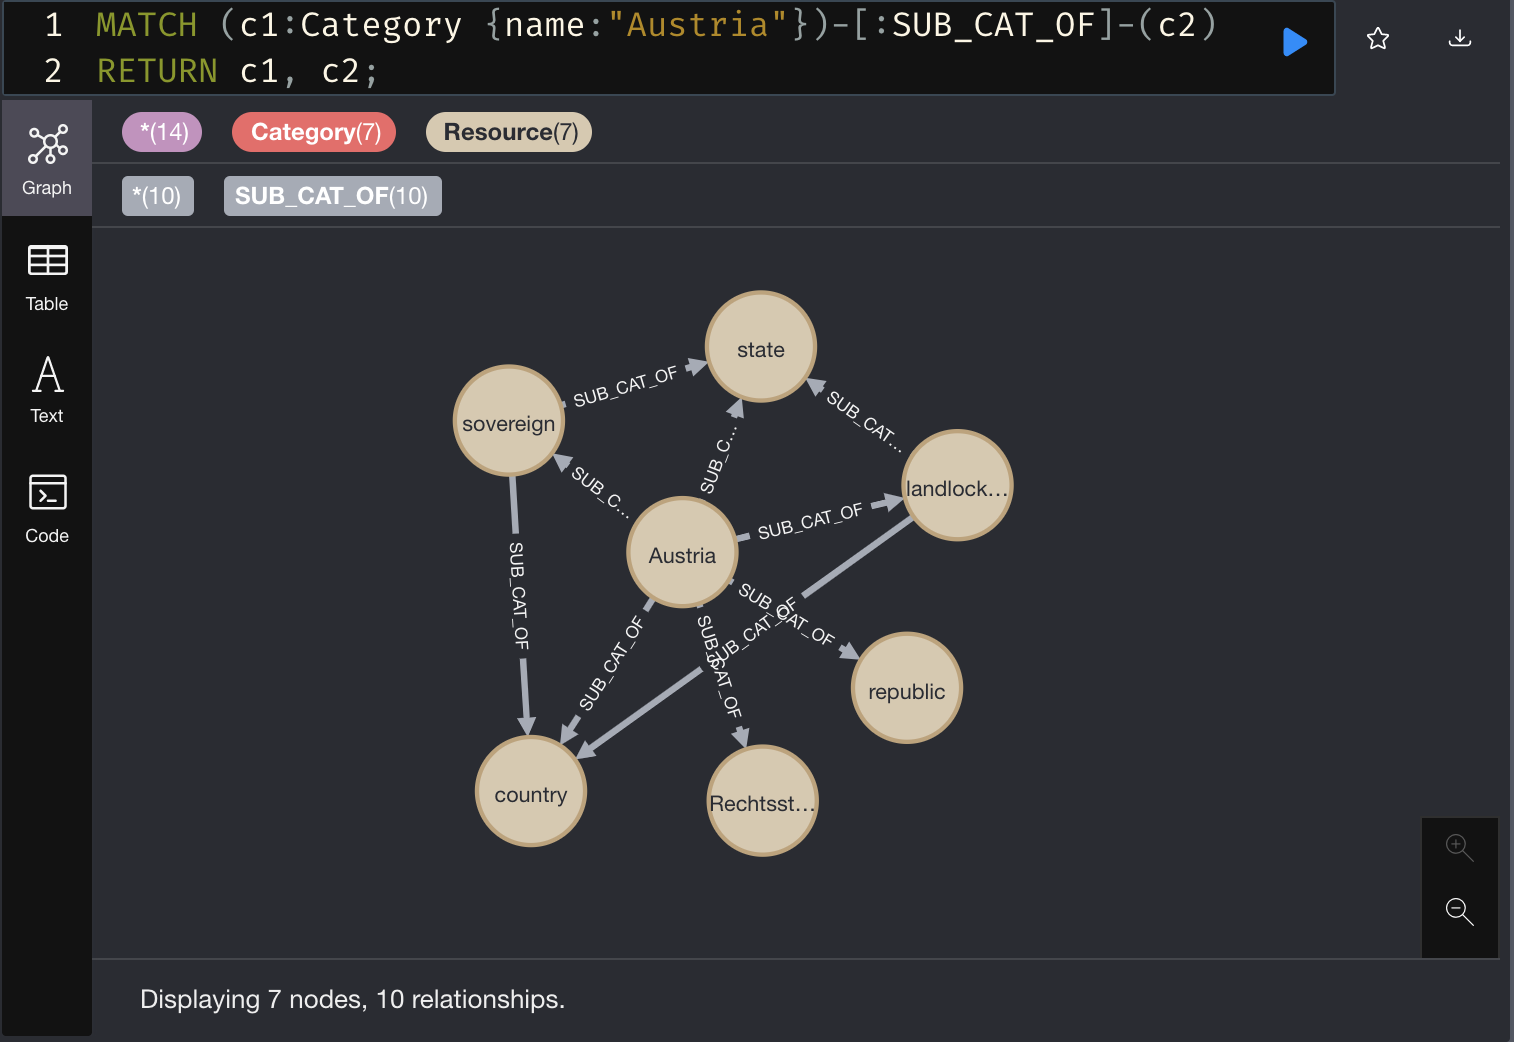 1 MATCH (c1:Category {name:"Austria"})-[:SUB_CAT_OF]-(c2)
2 RETURN c1, c2;
*(14) Category(7) Resource(7)
*(10) SUB_CAT_OF(10)
Graph
Table
Text
Code
state
sovereign
landlock...
Austria
republic
country
Rechtsst...
SUB_CAT_OF
SUB_CAT...
SUB_C...
SUB_C...
SUB_CAT_OF
SUB_CAT_OF
SUB_CAT_OF
SUB_CAT_OF
SUB_CAT_OF
SUB_CAT_OF
Displaying 7 nodes, 10 relationships.